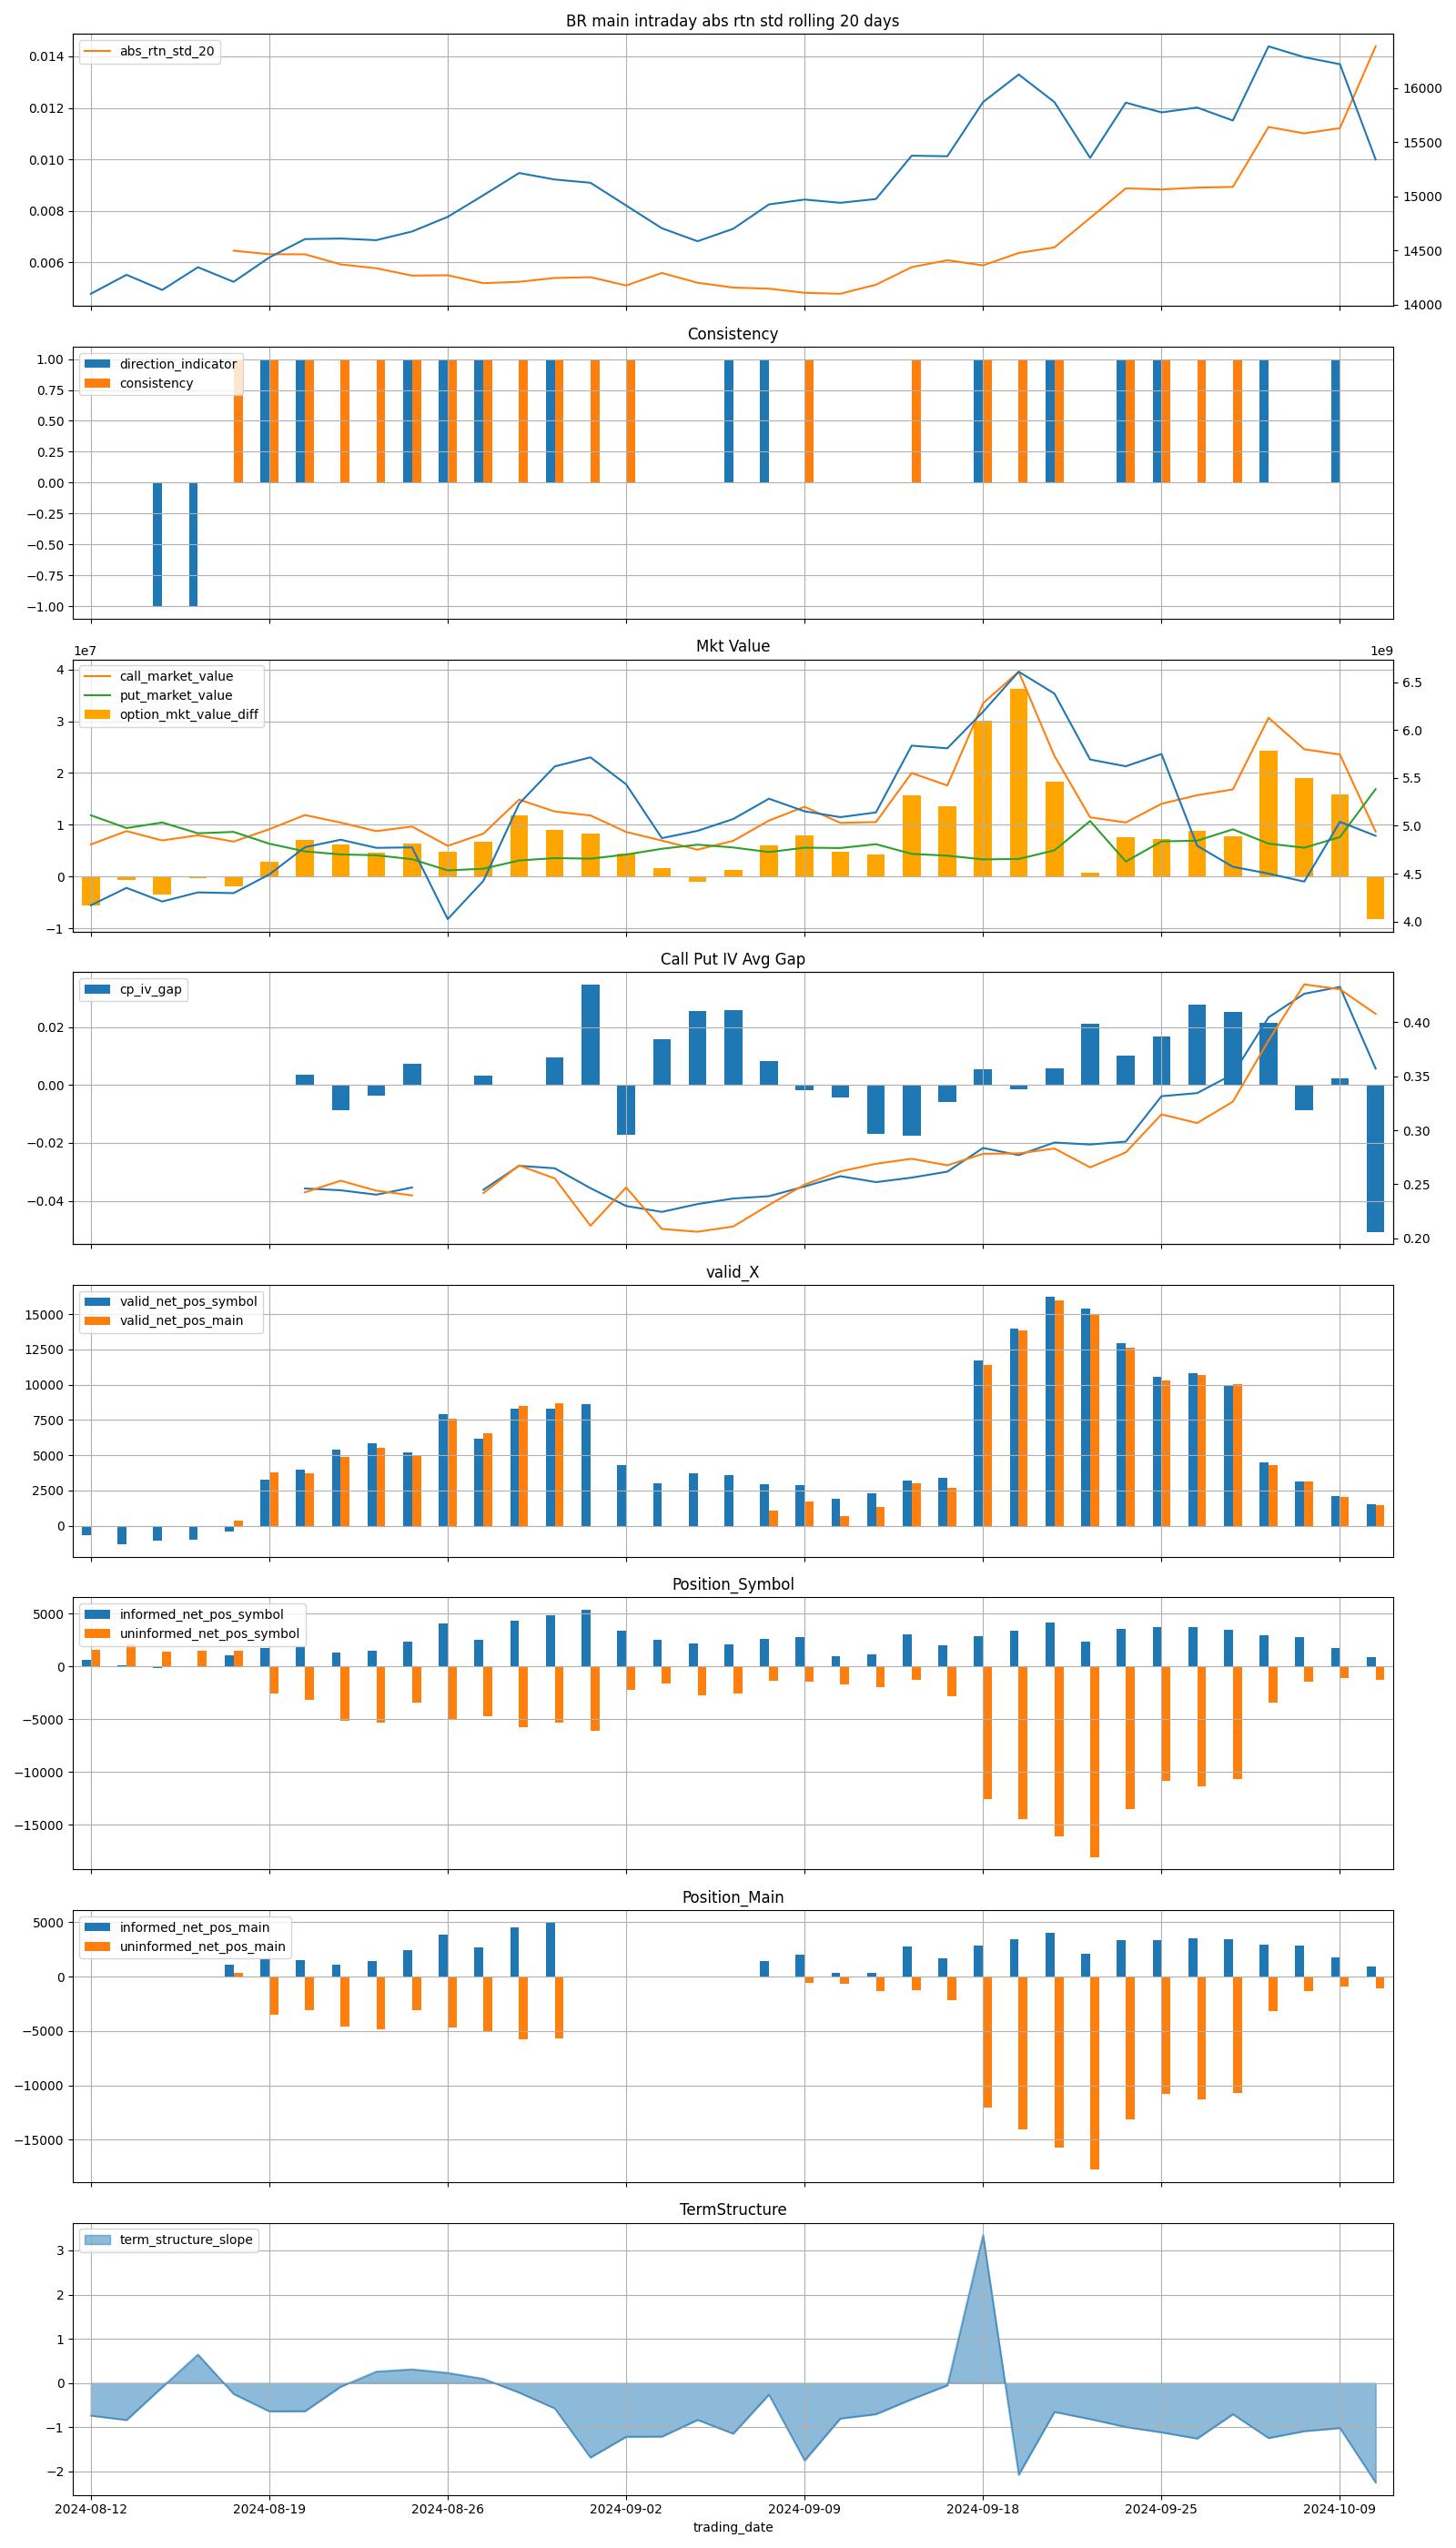 BR main intraday abs rtn std rolling 20 days
abs_rtn_std_20
0.014
0.012
0.010
0.008
0.006
16000
15500
15000
14500
14000
Consistency
direction_indicator
consistency
1.00
0.75
0.50
0.25
0.00
−0.25
−0.50
−0.75
−1.00
Mkt Value
1e7
1e9
call_market_value
put_market_value
option_mkt_value_diff
4
3
2
1
0
−1
6.5
6.0
5.5
5.0
4.5
4.0
Call Put IV Avg Gap
cp_iv_gap
0.02
0.00
−0.02
−0.04
0.40
0.35
0.30
0.25
0.20
valid_X
valid_net_pos_symbol
valid_net_pos_main
15000
12500
10000
7500
5000
2500
0
Position_Symbol
informed_net_pos_symbol
uninformed_net_pos_symbol
5000
0
−5000
−10000
−15000
Position_Main
informed_net_pos_main
uninformed_net_pos_main
5000
0
−5000
−10000
−15000
TermStructure
term_structure_slope
3
2
1
0
−1
−2
2024-08-12 2024-08-19 2024-08-26 2024-09-02 2024-09-09 2024-09-18 2024-09-25 2024-10-09
trading_date